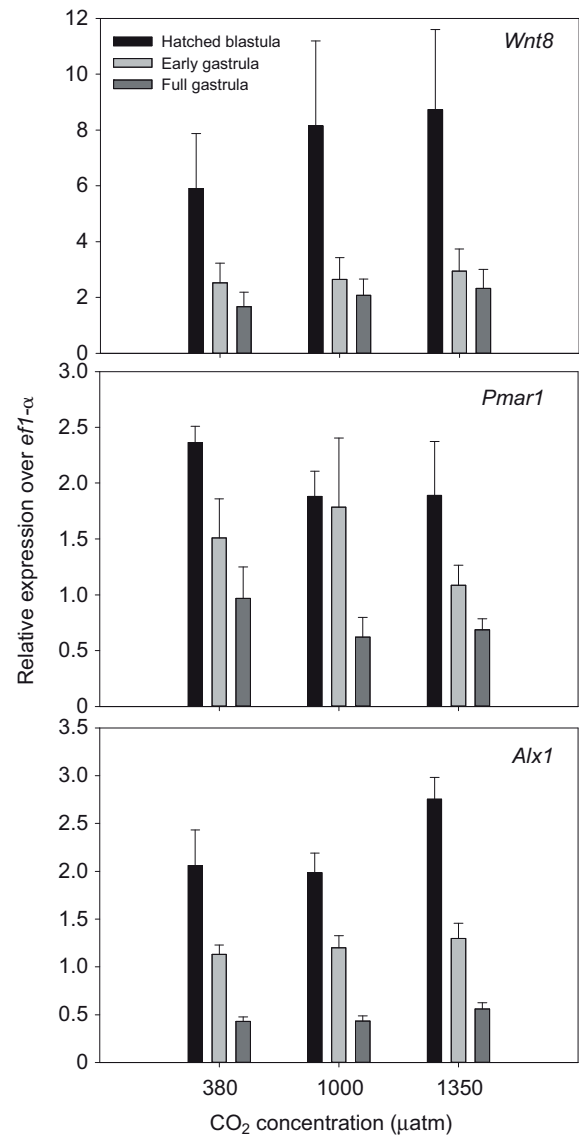 Hatched blastula
Early gastrula
Full gastrula
Wnt8
12
10
8
6
4
2
0
Pmar1
3.0
2.5
2.0
1.5
1.0
0.5
0
Alx1
3.5
3.0
2.5
2.0
1.5
1.0
0.5
0
Relative expression over ef1-α
380 1000 1350
CO₂ concentration (μatm)